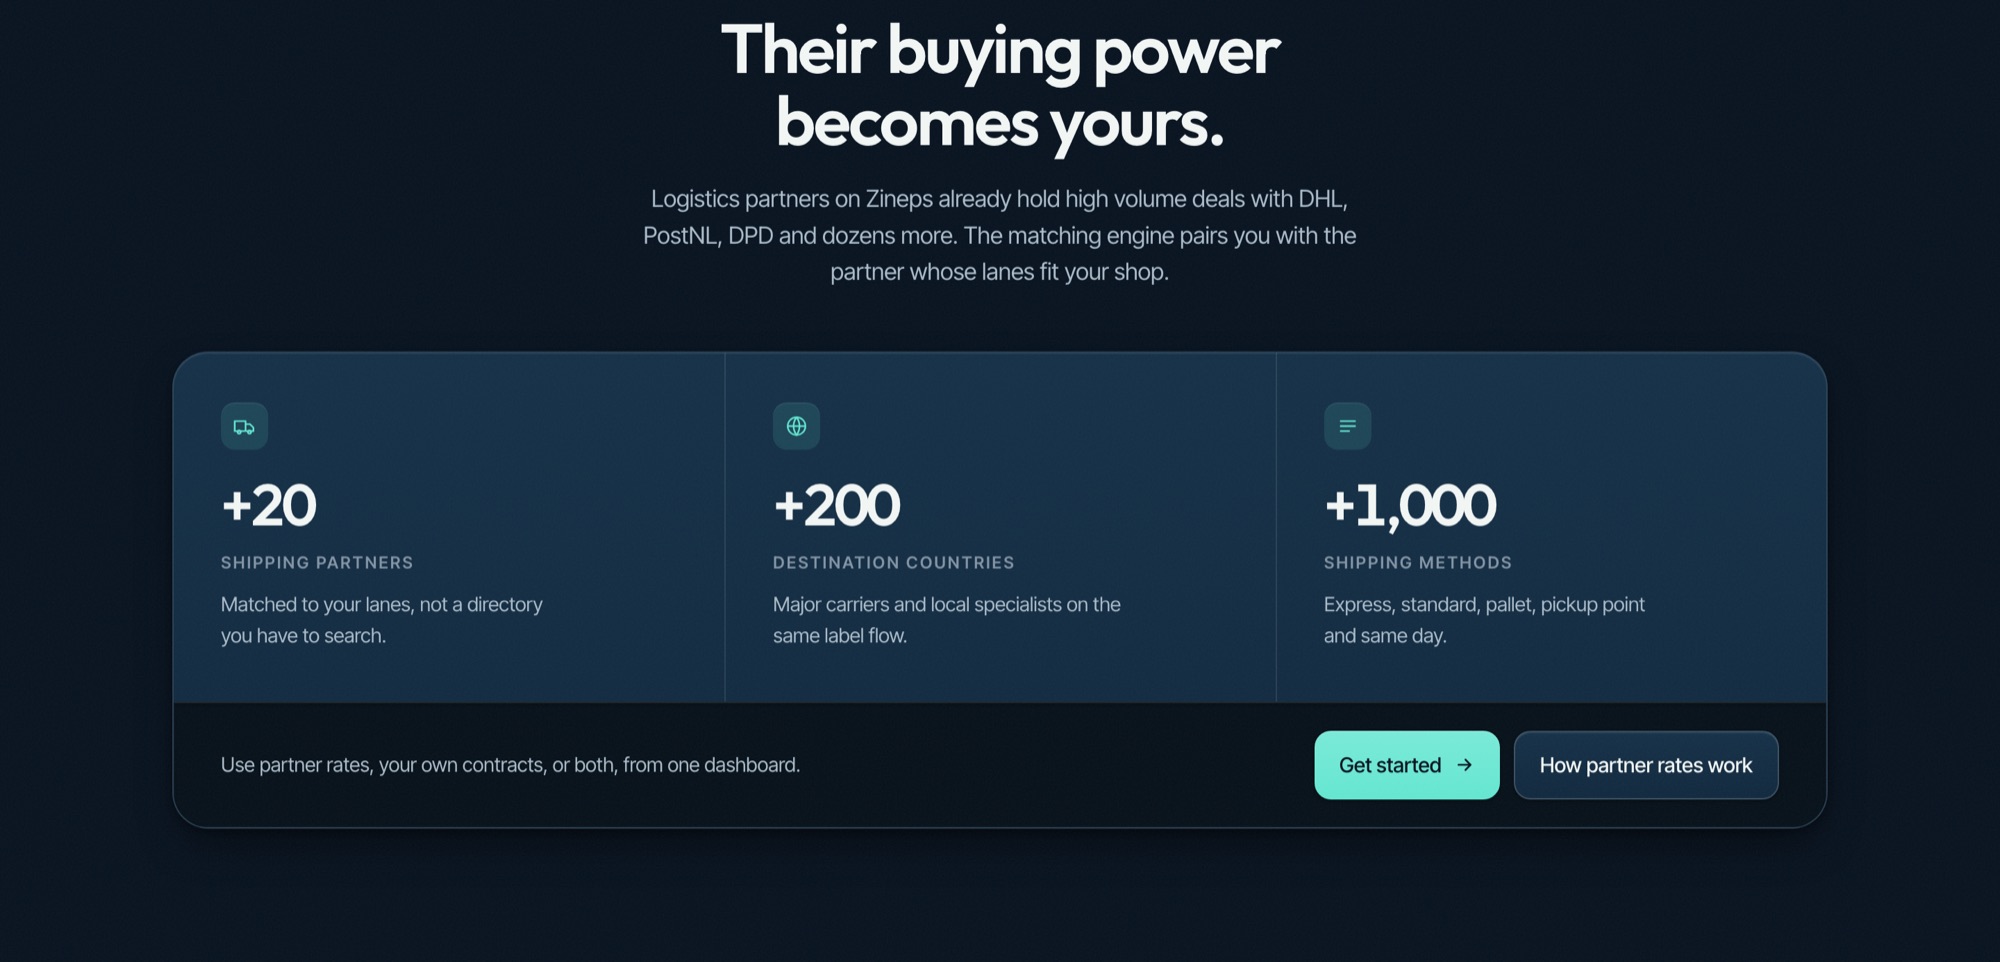 Their buying power
becomes yours.
Logistics partners on Zineps already hold high volume deals with DHL,
PostNL, DPD and dozens more. The matching engine pairs you with the
partner whose lanes fit your shop.
+20
SHIPPING PARTNERS
Matched to your lanes, not a directory
you have to search.
+200
DESTINATION COUNTRIES
Major carriers and local specialists on the
same label flow.
+1,000
SHIPPING METHODS
Express, standard, pallet, pickup point
and same day.
Use partner rates, your own contracts, or both, from one dashboard.
Get started →
How partner rates work